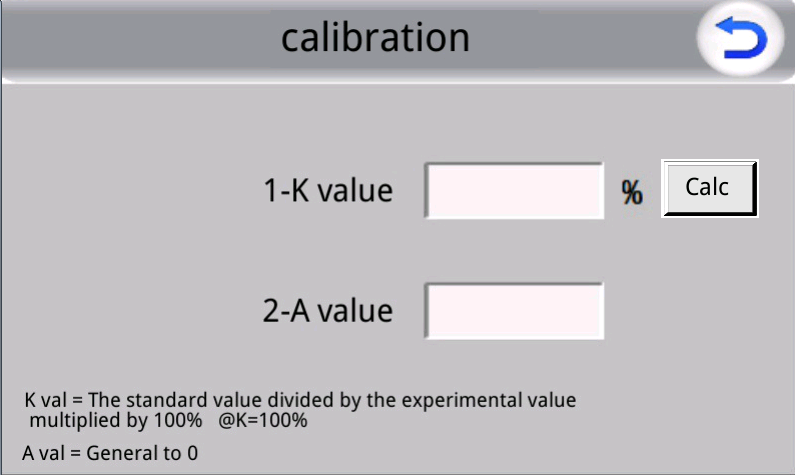 calibration
1-K value % Calc
2-A value
K val = The standard value divided by the experimental value
multiplied by 100% @K=100%
A val = General to 0